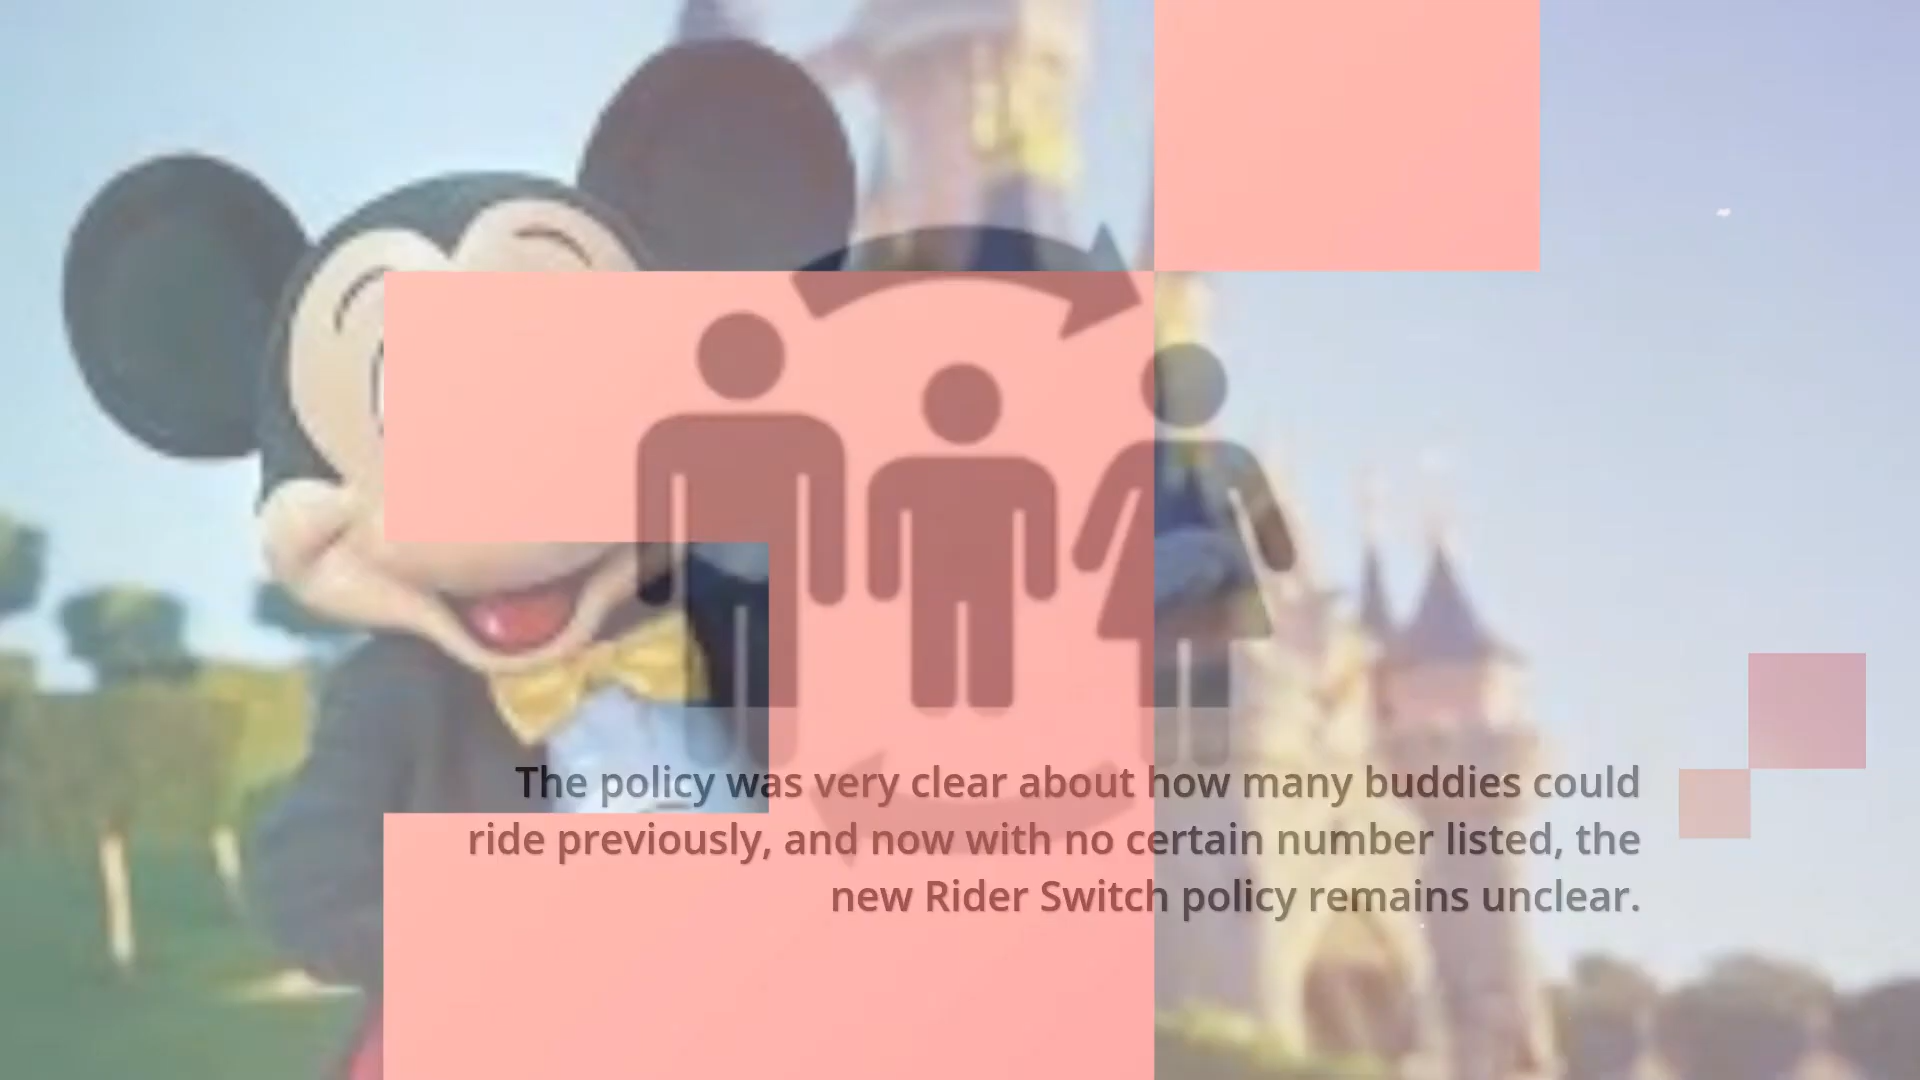 The policy was very clear about how many buddies could
ride previously, and now with no certain number listed, the
new Rider Switch policy remains unclear.